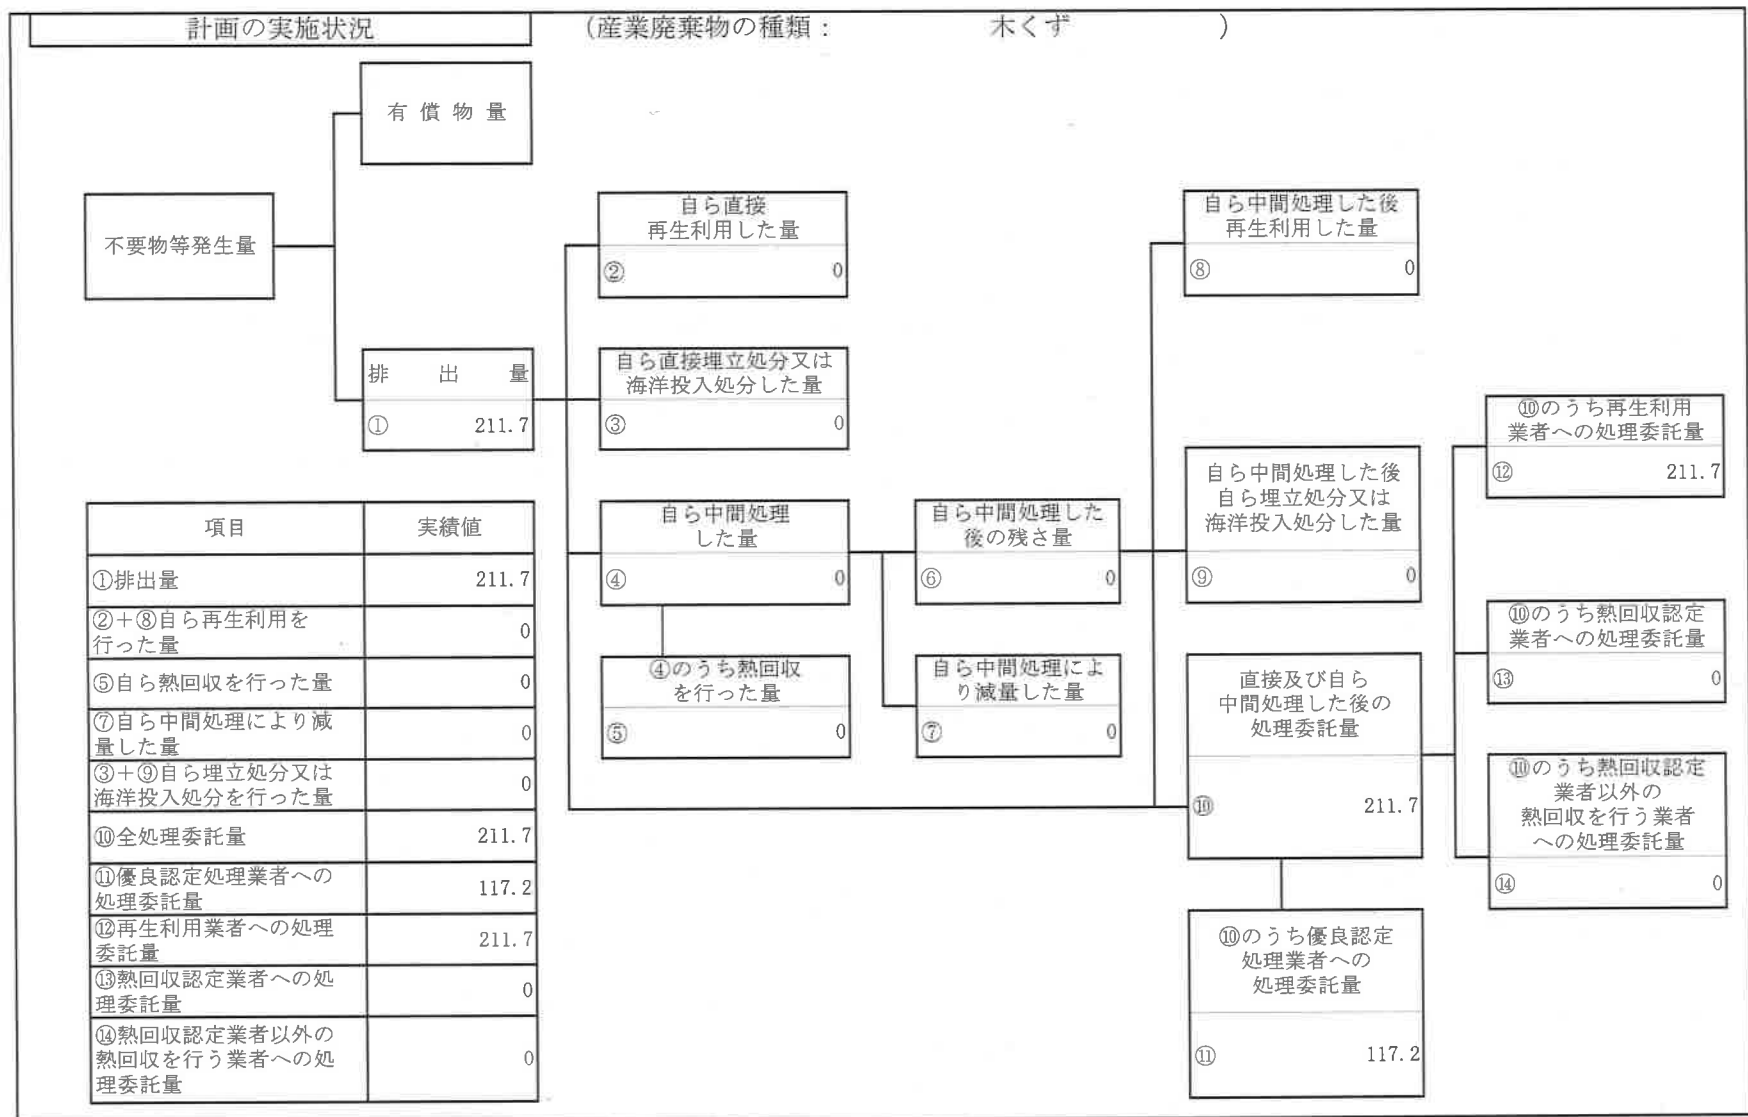 計画の実施状況
(産業廃棄物の種類： 木くず )
有償物量
不要物等発生量
排出量
① 211.7
自ら直接
再生利用した量
② 0
自ら直接埋立処分又は
海洋投入処分した量
③ 0
自ら中間処理
した量
④ 0
④のうち熱回収
を行った量
⑤ 0
自ら中間処理した
後の残さ量
⑥ 0
自ら中間処理によ
り減量した量
⑦ 0
自ら中間処理した後
再生利用した量
⑧ 0
自ら中間処理した後
自ら埋立処分又は
海洋投入処分した量
⑨ 0
直接及び自ら
中間処理した後の
処理委託量
⑩ 211.7
⑩のうち優良認定
処理業者への
処理委託量
⑪ 117.2
⑩のうち再生利用
業者への処理委託量
⑫ 211.7
⑩のうち熱回収認定
業者への処理委託量
⑬ 0
⑩のうち熱回収認定
業者以外の
熱回収を行う業者
への処理委託量
⑭ 0
項目 実績値
①排出量 211.7
②＋⑧自ら再生利用を
行った量 0
⑤自ら熱回収を行った量 0
⑦自ら中間処理により減
量した量 0
③＋⑨自ら埋立処分又は
海洋投入処分を行った量 0
⑩全処理委託量 211.7
⑪優良認定処理業者への
処理委託量 117.2
⑫再生利用業者への処理
委託量 211.7
⑬熱回収認定業者への処
理委託量 0
⑭熱回収認定業者以外の
熱回収を行う業者への処
理委託量 0